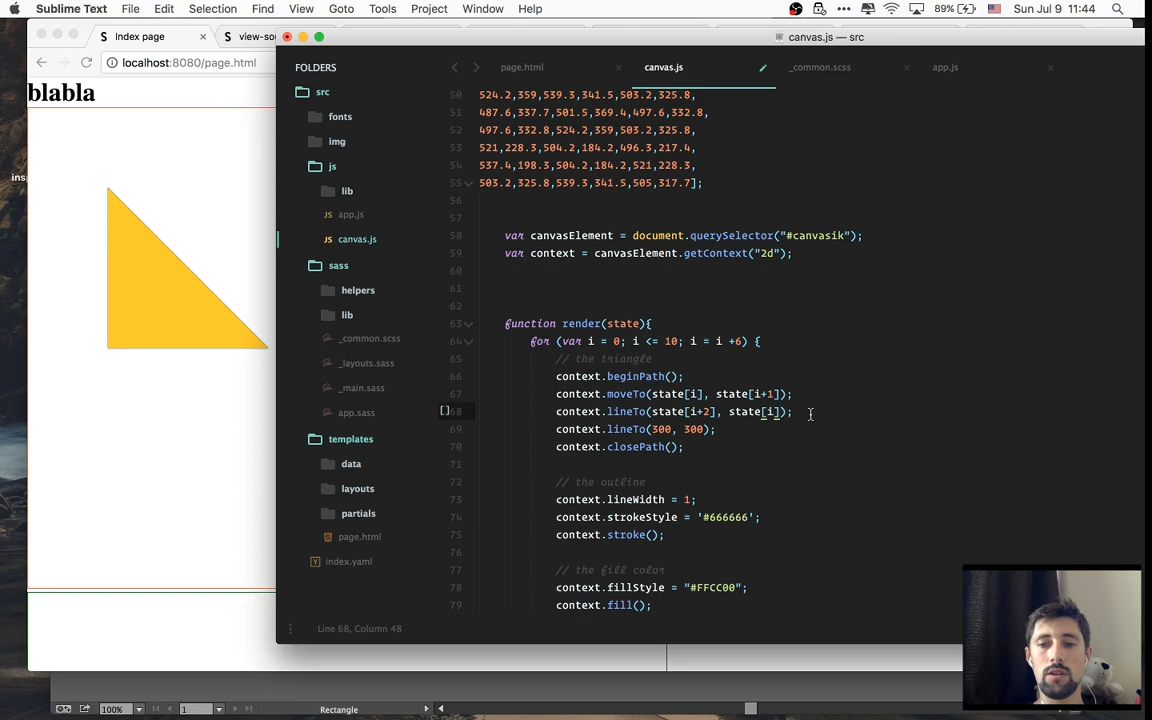 Sublime Text File Edit Selection Find View Goto Tools Project Window Help 89% Sun Jul 9 11:44
Index page view-so
canvas.js — src
localhost:8080/page.html
FOLDERS
page.html canvas.js _common.scss app.js
blabla
src
fonts
img
js
lib
app.js
canvas.js
sass
helpers
lib
_common.scss
_layouts.sass
_main.sass
app.sass
templates
data
layouts
partials
page.html
index.yaml
ins
50 524.2,359,539.3,341.5,503.2,325.8,
51 487.6,337.7,501.5,369.4,497.6,332.8,
52 497.6,332.8,524.2,359,503.2,325.8,
53 521,228.3,504.2,184.2,496.3,217.4,
54 537.4,198.3,504.2,184.2,521,228.3,
55 503.2,325.8,539.3,341.5,505,317.7];
56
57
58 var canvasElement = document.querySelector("#canvasik");
59 var context = canvasElement.getContext("2d");
60
61
62
63 function render(state){
64 for (var i = 0; i <= 10; i = i +6) {
65 // the triangle
66 context.beginPath();
67 context.moveTo(state[i], state[i+1]);
68 context.lineTo(state[i+2], state[i]);
69 context.lineTo(300, 300);
70 context.closePath();
71
72 // the outline
73 context.lineWidth = 1;
74 context.strokeStyle = '#666666';
75 context.stroke();
76
77 // the fill color
78 context.fillStyle = "#FFCC00";
79 context.fill();
Line 68, Column 48
100% 1 Rectangle